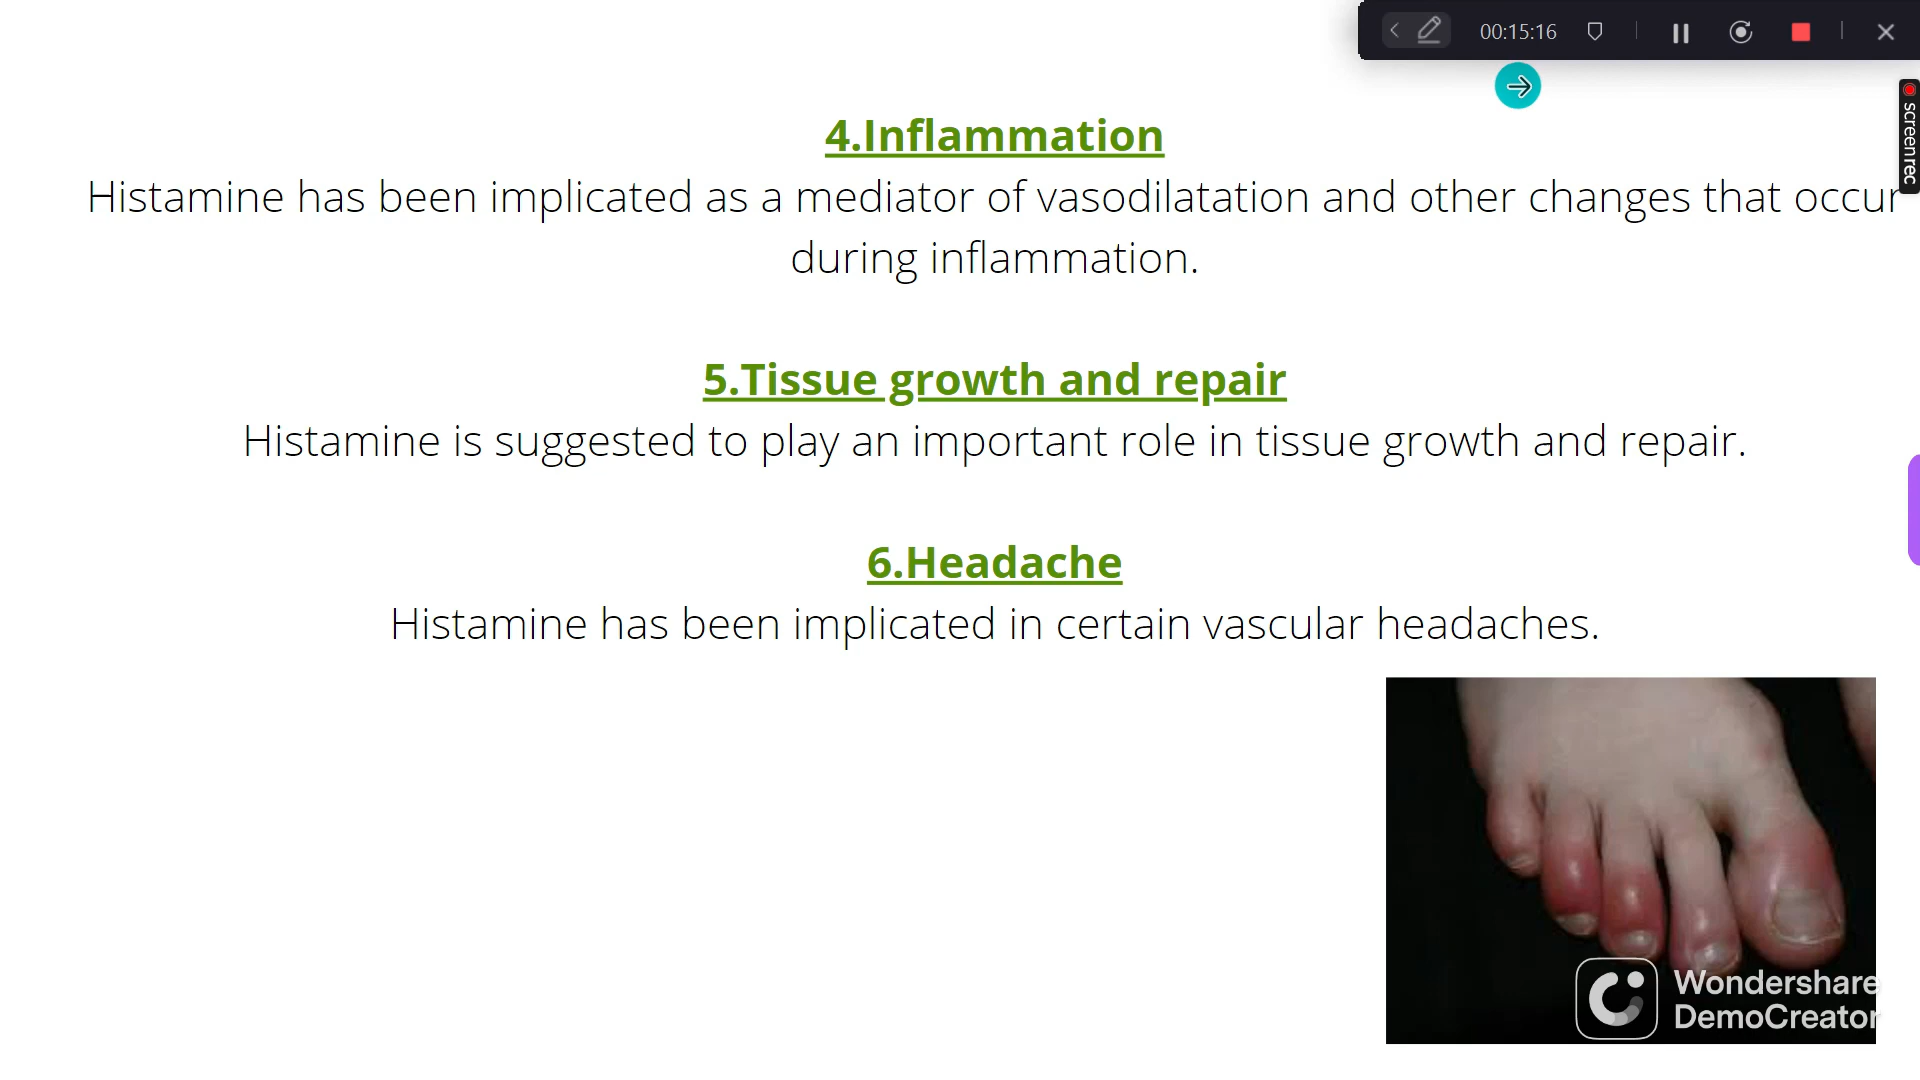 00:15:16
screenrec
4.Inflammation
Histamine has been implicated as a mediator of vasodilatation and other changes that occur
during inflammation.
5.Tissue growth and repair
Histamine is suggested to play an important role in tissue growth and repair.
6.Headache
Histamine has been implicated in certain vascular headaches.
Wondershare
DemoCreator